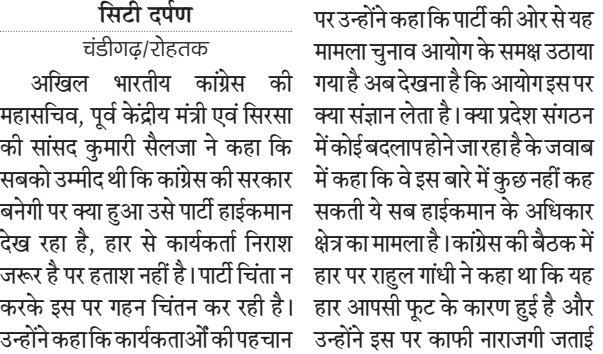 सिटी दर्पण
चंडीगढ़/रोहतक
अखिल भारतीय कांग्रेस की
महासचिव, पूर्व केंद्रीय मंत्री एवं सिरसा
की सांसद कुमारी सैलजा ने कहा कि
सबको उम्मीद थी कि कांग्रेस की सरकार
बनेगी पर क्या हुआ उसे पार्टी हाईकमान
देख रहा है, हार से कार्यकर्ता निराश
जरूर है पर हताश नहीं है। पार्टी चिंता न
करके इस पर गहन चिंतन कर रही है।
उन्होंने कहा कि कार्यकताओं की पहचान
पर उन्होंने कहा कि पार्टी की ओर से यह
मामला चुनाव आयोग के समक्ष उठाया
गया है अब देखना है कि आयोग इस पर
क्या संज्ञान लेता है। क्या प्रदेश संगठन
में कोई बदलाप होने जा रहा है के जवाब
में कहा कि वे इस बारे में कुछ नहीं कह
सकती ये सब हाईकमान के अधिकार
क्षेत्र का मामला है। कांग्रेस की बैठक में
हार पर राहुल गांधी ने कहा था कि यह
हार आपसी फूट के कारण हुई है और
उन्होंने इस पर काफी नाराजगी जताई